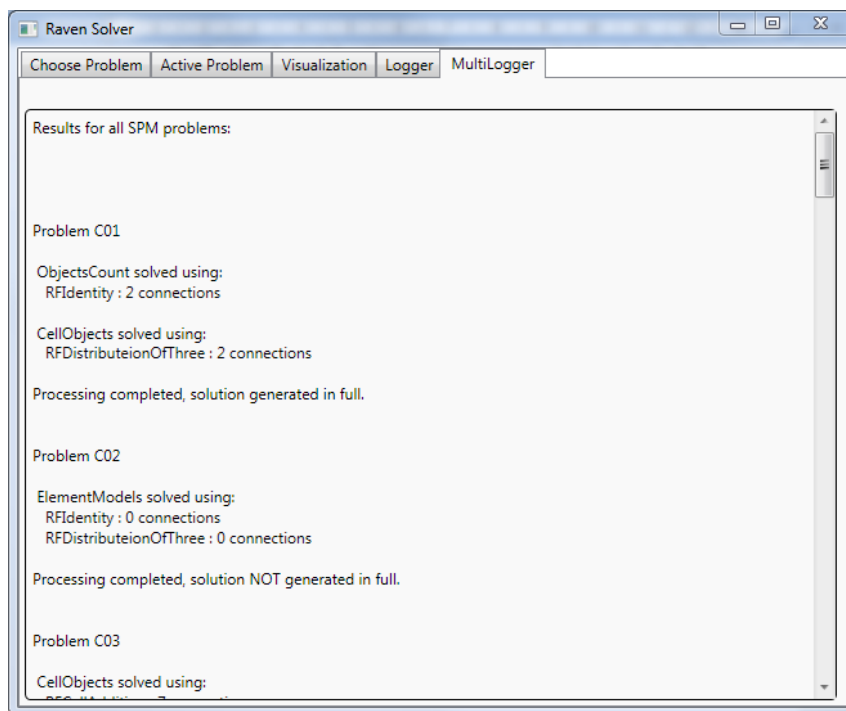 Raven Solver
Choose Problem Active Problem Visualization Logger MultiLogger
Results for all SPM problems:
Problem C01
ObjectsCount solved using:
RFIdentity : 2 connections
CellObjects solved using:
RFDistributeionOfThree : 2 connections
Processing completed, solution generated in full.
Problem C02
ElementModels solved using:
RFIdentity : 0 connections
RFDistributeionOfThree : 0 connections
Processing completed, solution NOT generated in full.
Problem C03
CellObjects solved using: